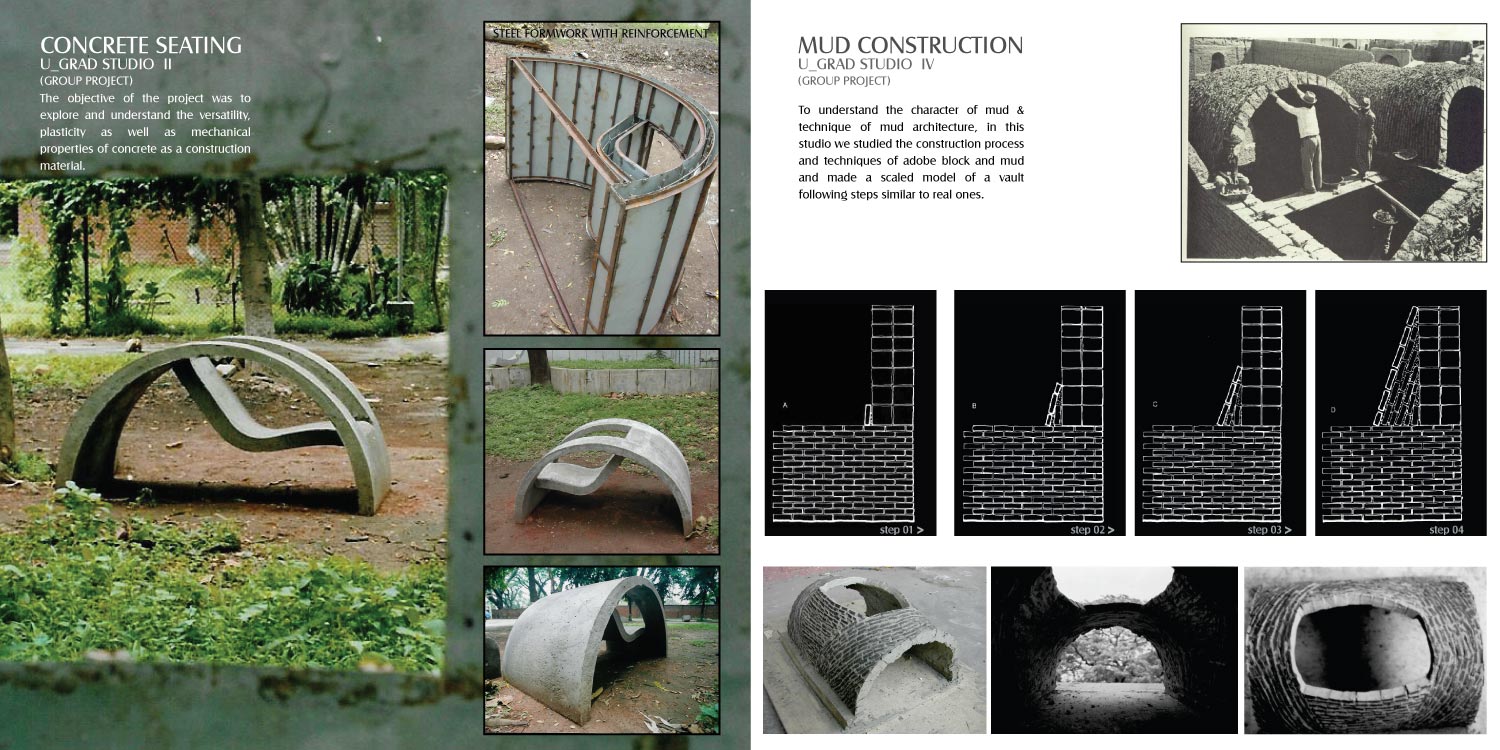 CONCRETE SEATING
U_GRAD STUDIO II
(GROUP PROJECT)
The objective of the project was to
explore and understand the versatility,
plasticity as well as mechanical
properties of concrete as a construction
material.
STEEL FORMWORK WITH REINFORCEMENT
MUD CONSTRUCTION
U_GRAD STUDIO IV
(GROUP PROJECT)
To understand the character of mud &
technique of mud architecture, in this
studio we studied the construction process
and techniques of adobe block and mud
and made a scaled model of a vault
following steps similar to real ones.
A
step 01 >
B
step 02 >
C
step 03 >
D
step 04